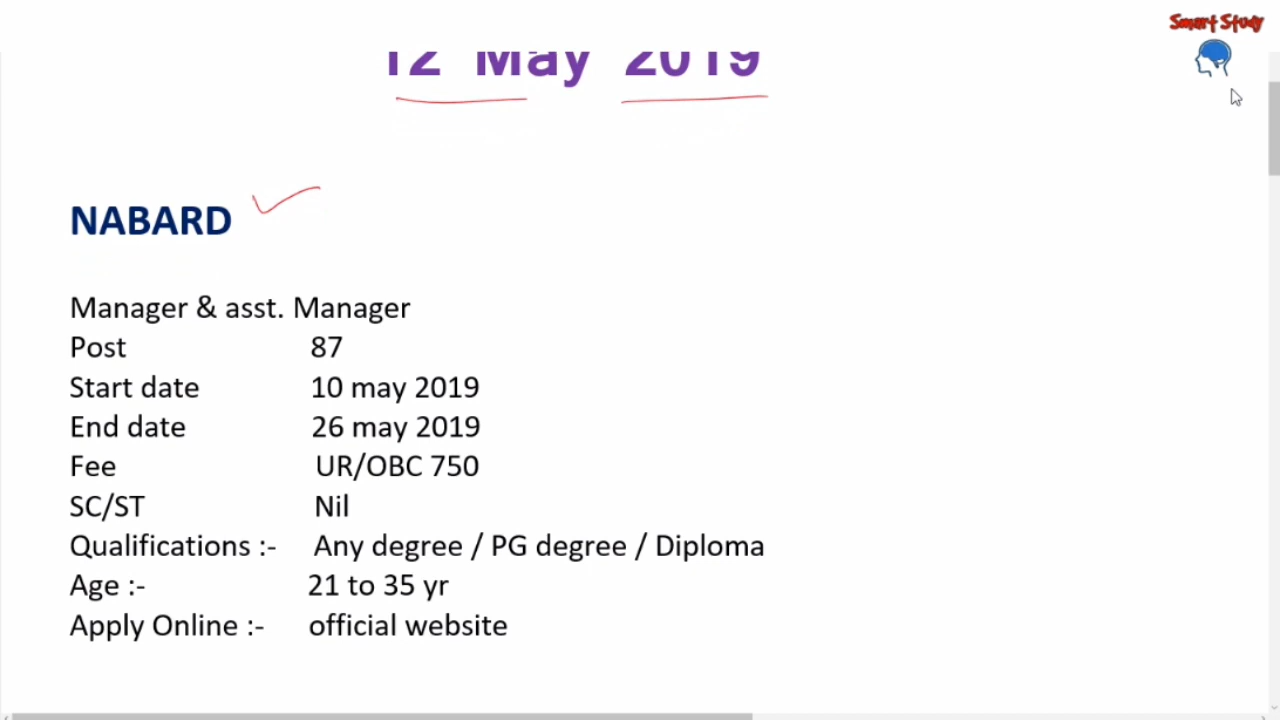 Smart Study
12 May 2019
NABARD
Manager & asst. Manager
Post 87
Start date 10 may 2019
End date 26 may 2019
Fee UR/OBC 750
SC/ST Nil
Qualifications :- Any degree / PG degree / Diploma
Age :- 21 to 35 yr
Apply Online :- official website